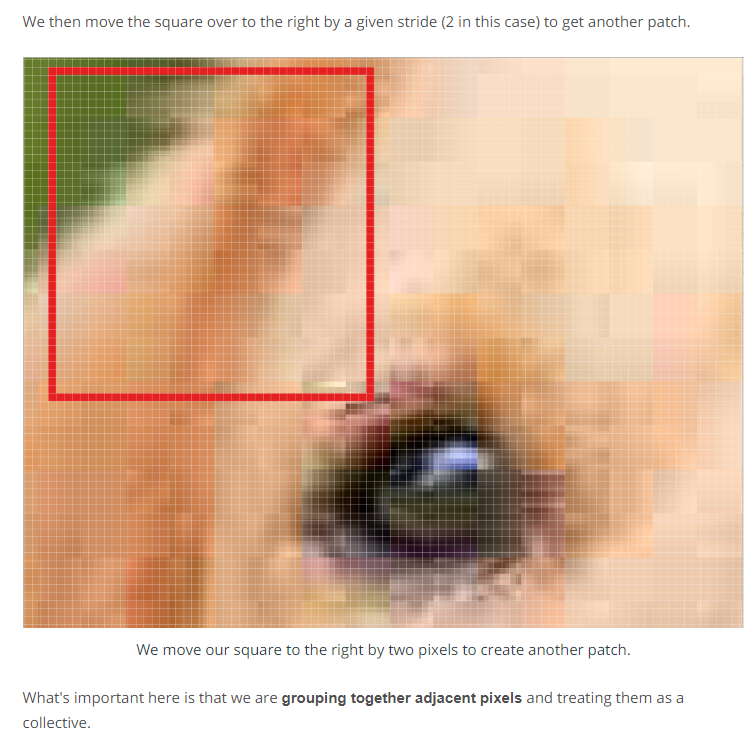 We then move the square over to the right by a given stride (2 in this case) to get another patch.
We move our square to the right by two pixels to create another patch.
What's important here is that we are grouping together adjacent pixels and treating them as a
collective.